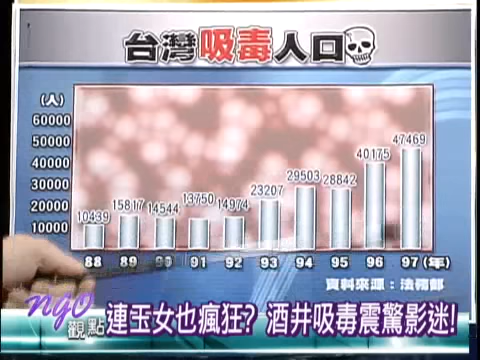 台灣吸毒人口
(人)
60000
50000
40000
30000
20000
10000
10439
15817
14544
13750
14974
23207
29503
28842
40175
47469
88 89 90 91 92 93 94 95 96 97 (年)
資料來源：法務部
ngo
觀點
連玉女也瘋狂? 酒井吸毒震驚影迷!